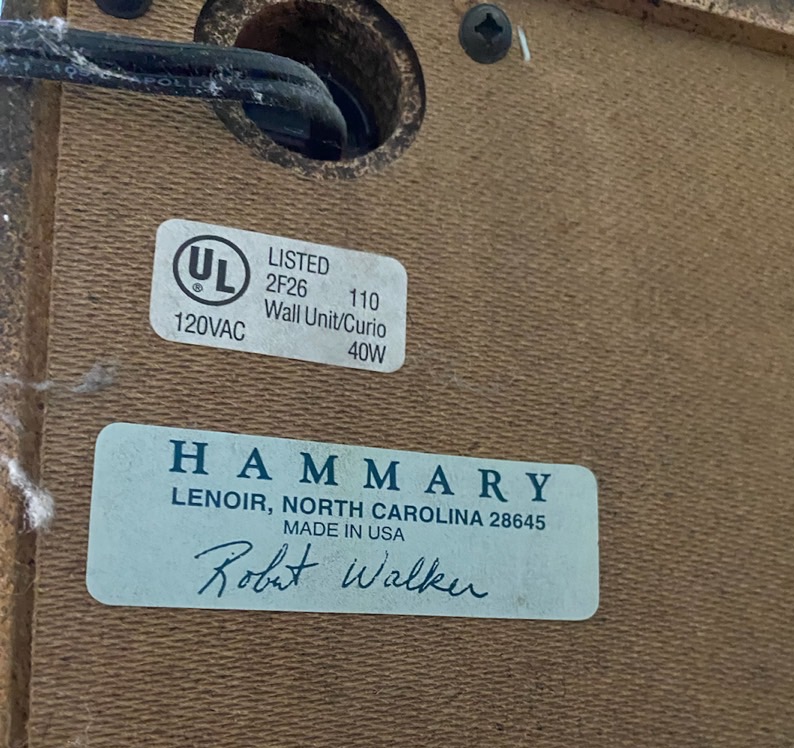 APOLLO
UL ® LISTED
2F26 110
Wall Unit/Curio
120VAC 40W
HAMMARY
LENOIR, NORTH CAROLINA 28645
MADE IN USA
Robert Walker